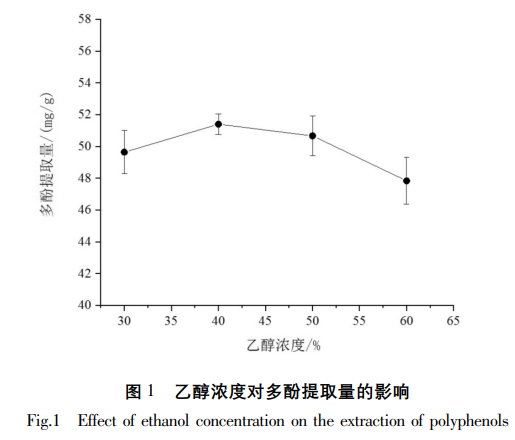 58
56
54
52
50
48
46
44
42
40
多酚提取量/(mg/g)
30 35 40 45 50 55 60 65
乙醇浓度/%
图 1 乙醇浓度对多酚提取量的影响
Fig.1 Effect of ethanol concentration on the extraction of polyphenols